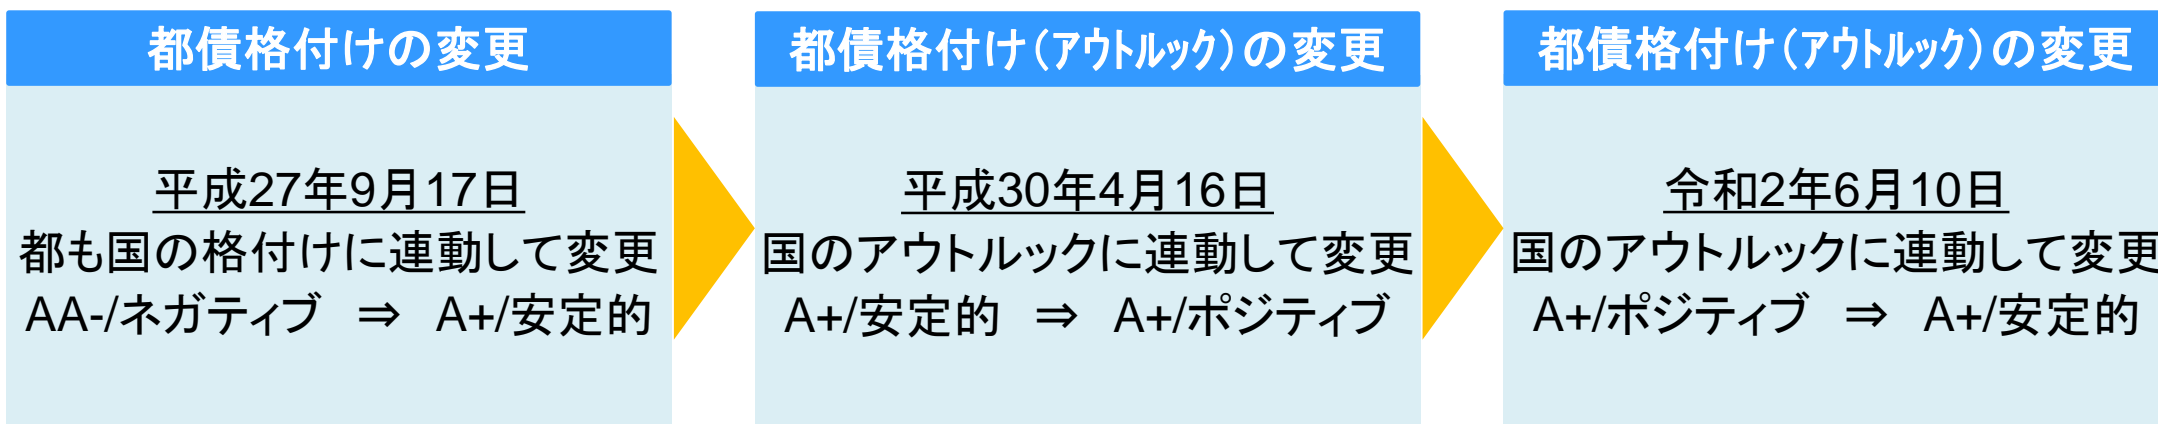 都債格付けの変更
平成27年9月17日
都も国の格付けに連動して変更
AA-/ネガティブ ⇒ A+/安定的
都債格付け(アウトルック)の変更
平成30年4月16日
国のアウトルックに連動して変更
A+/安定的 ⇒ A+/ポジティブ
都債格付け(アウトルック)の変更
令和2年6月10日
国のアウトルックに連動して変更
A+/ポジティブ ⇒ A+/安定的